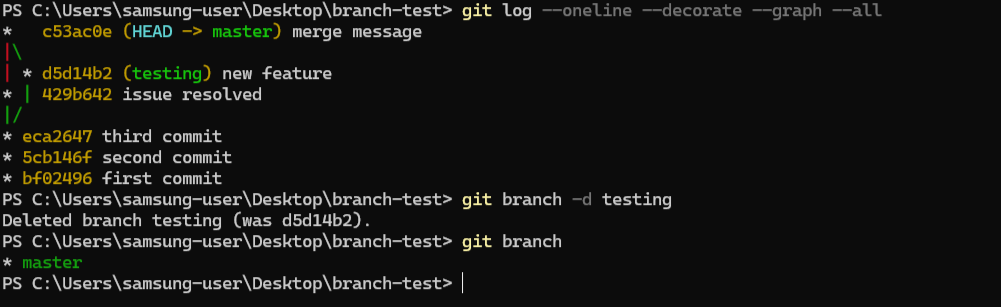 PS C:\Users\samsung-user\Desktop\branch-test> git log --oneline --decorate --graph --all
*   c53ac0e (HEAD -> master) merge message
|\
| * d5d14b2 (testing) new feature
* | 429b642 issue resolved
|/
* eca2647 third commit
* 5cb146f second commit
* bf02496 first commit
PS C:\Users\samsung-user\Desktop\branch-test> git branch -d testing
Deleted branch testing (was d5d14b2).
PS C:\Users\samsung-user\Desktop\branch-test> git branch
* master
PS C:\Users\samsung-user\Desktop\branch-test>